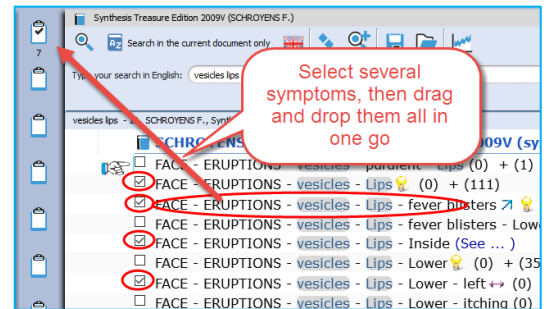 Synthesis Treasure Edition 2009V (SCHROYENS F.)
A-Z Search in the current document only
7
Type your search in English: vesicles lips
Select several
symptoms, then drag
and drop them all in
one go
vesicles lips - SCHROYENS F., Synth
SCHROYENS 009V (sy
FACE - ERUPTIONS - vesicles - purulent - Lips (0) + (1)
FACE - ERUPTIONS - vesicles - Lips (0) + (111)
FACE - ERUPTIONS - vesicles - Lips - fever blisters
FACE - ERUPTIONS - vesicles - Lips - fever blisters - Low
FACE - ERUPTIONS - vesicles - Lips - Inside (See ... )
FACE - ERUPTIONS - vesicles - Lips - Lower (0) + (35
FACE - ERUPTIONS - vesicles - Lips - Lower - left ↔ (0)
FACE - ERUPTIONS - vesicles - Lips - Lower - itching (0)